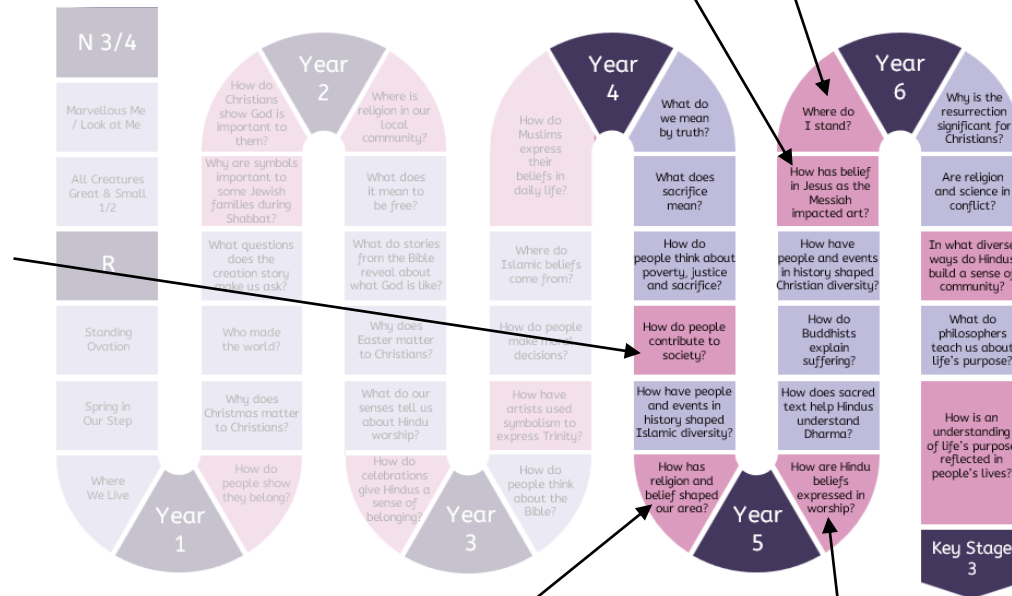 N 3/4
Marvellous Me
/ Look at Me
All Creatures
Great & Small
1/2
R
Standing
Ovation
Spring in
Our Step
Where
We Live
Year
1
How do
people show
they belong?
Why does
Christmas matter
to Christians?
Who made
the world?
What questions
does the
creation story
make us ask?
Why are symbols
important to
some Jewish
families during
Shabbat?
How do
Christians
show God is
important to
them?
Year
2
Where is
religion in our
local
community?
What does
it mean to
be free?
What do stories
from the Bible
reveal about
what God is like?
Why does
Easter matter
to Christians?
What do our
senses tell us
about Hindu
worship?
How do
celebrations
give Hindus a
sense of
belonging?
Year
3
How do
people think
about the
Bible?
How have
artists used
symbolism to
express Trinity?
How do people
make moral
decisions?
Where do
Islamic beliefs
come from?
How do
Muslims
express
their
beliefs in
daily life?
Year
4
What do
we mean
by truth?
What does
sacrifice
mean?
How do
people think about
poverty, justice
and sacrifice?
How do people
contribute to
society?
How have people
and events in
history shaped
Islamic diversity?
How has
religion and
belief shaped
our area?
Year
5
How are Hindu
beliefs
expressed in
worship?
How does sacred
text help Hindus
understand
Dharma?
How do
Buddhists
explain
suffering?
How have
people and events
in history shaped
Christian diversity?
How has belief
in Jesus as the
Messiah
impacted art?
Where do
I stand?
Year
6
Why is the
resurrection
significant for
Christians?
Are religion
and science in
conflict?
In what diverse
ways do Hindus
build a sense of
community?
What do
philosophers
teach us about
life's purpose?
How is an
understanding
of life's purpose
reflected in
people's lives?
Key Stage
3